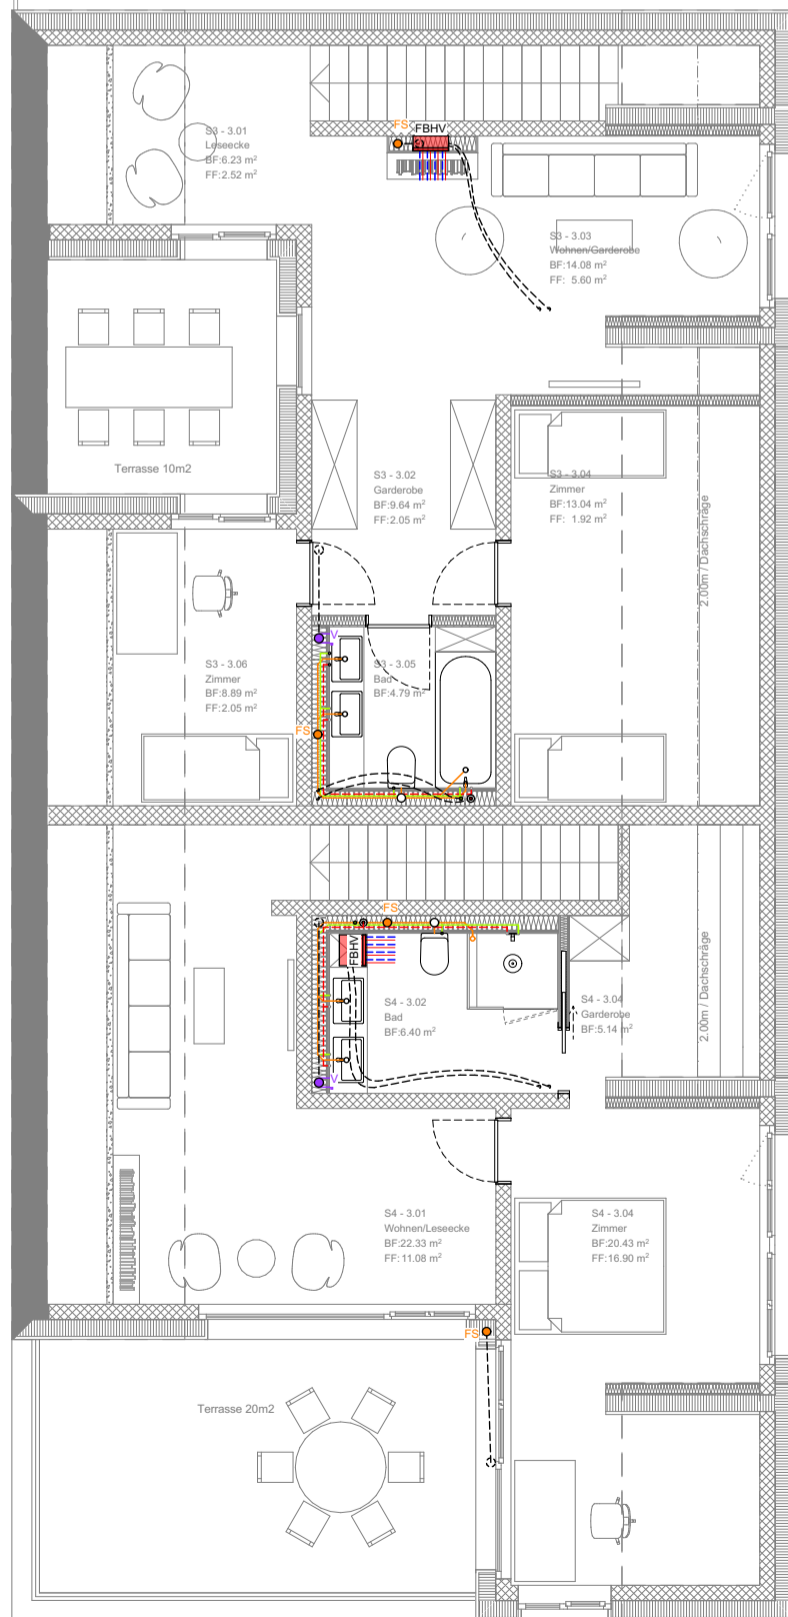 FS
FBHV
S3 - 3.01
Leseecke
BF:6.23 m²
FF:2.52 m²
S3 - 3.03
Wohnen/Garderobe
BF:14.08 m²
FF: 5.60 m²
Terrasse 10m2
S3 - 3.02
Garderobe
BF:9.64 m²
FF:2.05 m²
S3 - 3.04
Zimmer
BF:13.04 m²
FF: 1.92 m²
2.00m / Dachschräge
S3 - 3.06
Zimmer
BF:8.89 m²
FF:2.05 m²
S3 - 3.05
Bad
BF:4.79 m²
FS
FS
FBHV
S4 - 3.02
Bad
BF:6.40 m²
S4 - 3.04
Garderobe
BF:5.14 m²
2.00m / Dachschräge
S4 - 3.01
Wohnen/Leseecke
BF:22.33 m²
FF:11.08 m²
S4 - 3.04
Zimmer
BF:20.43 m²
FF:16.90 m²
FS
Terrasse 20m2